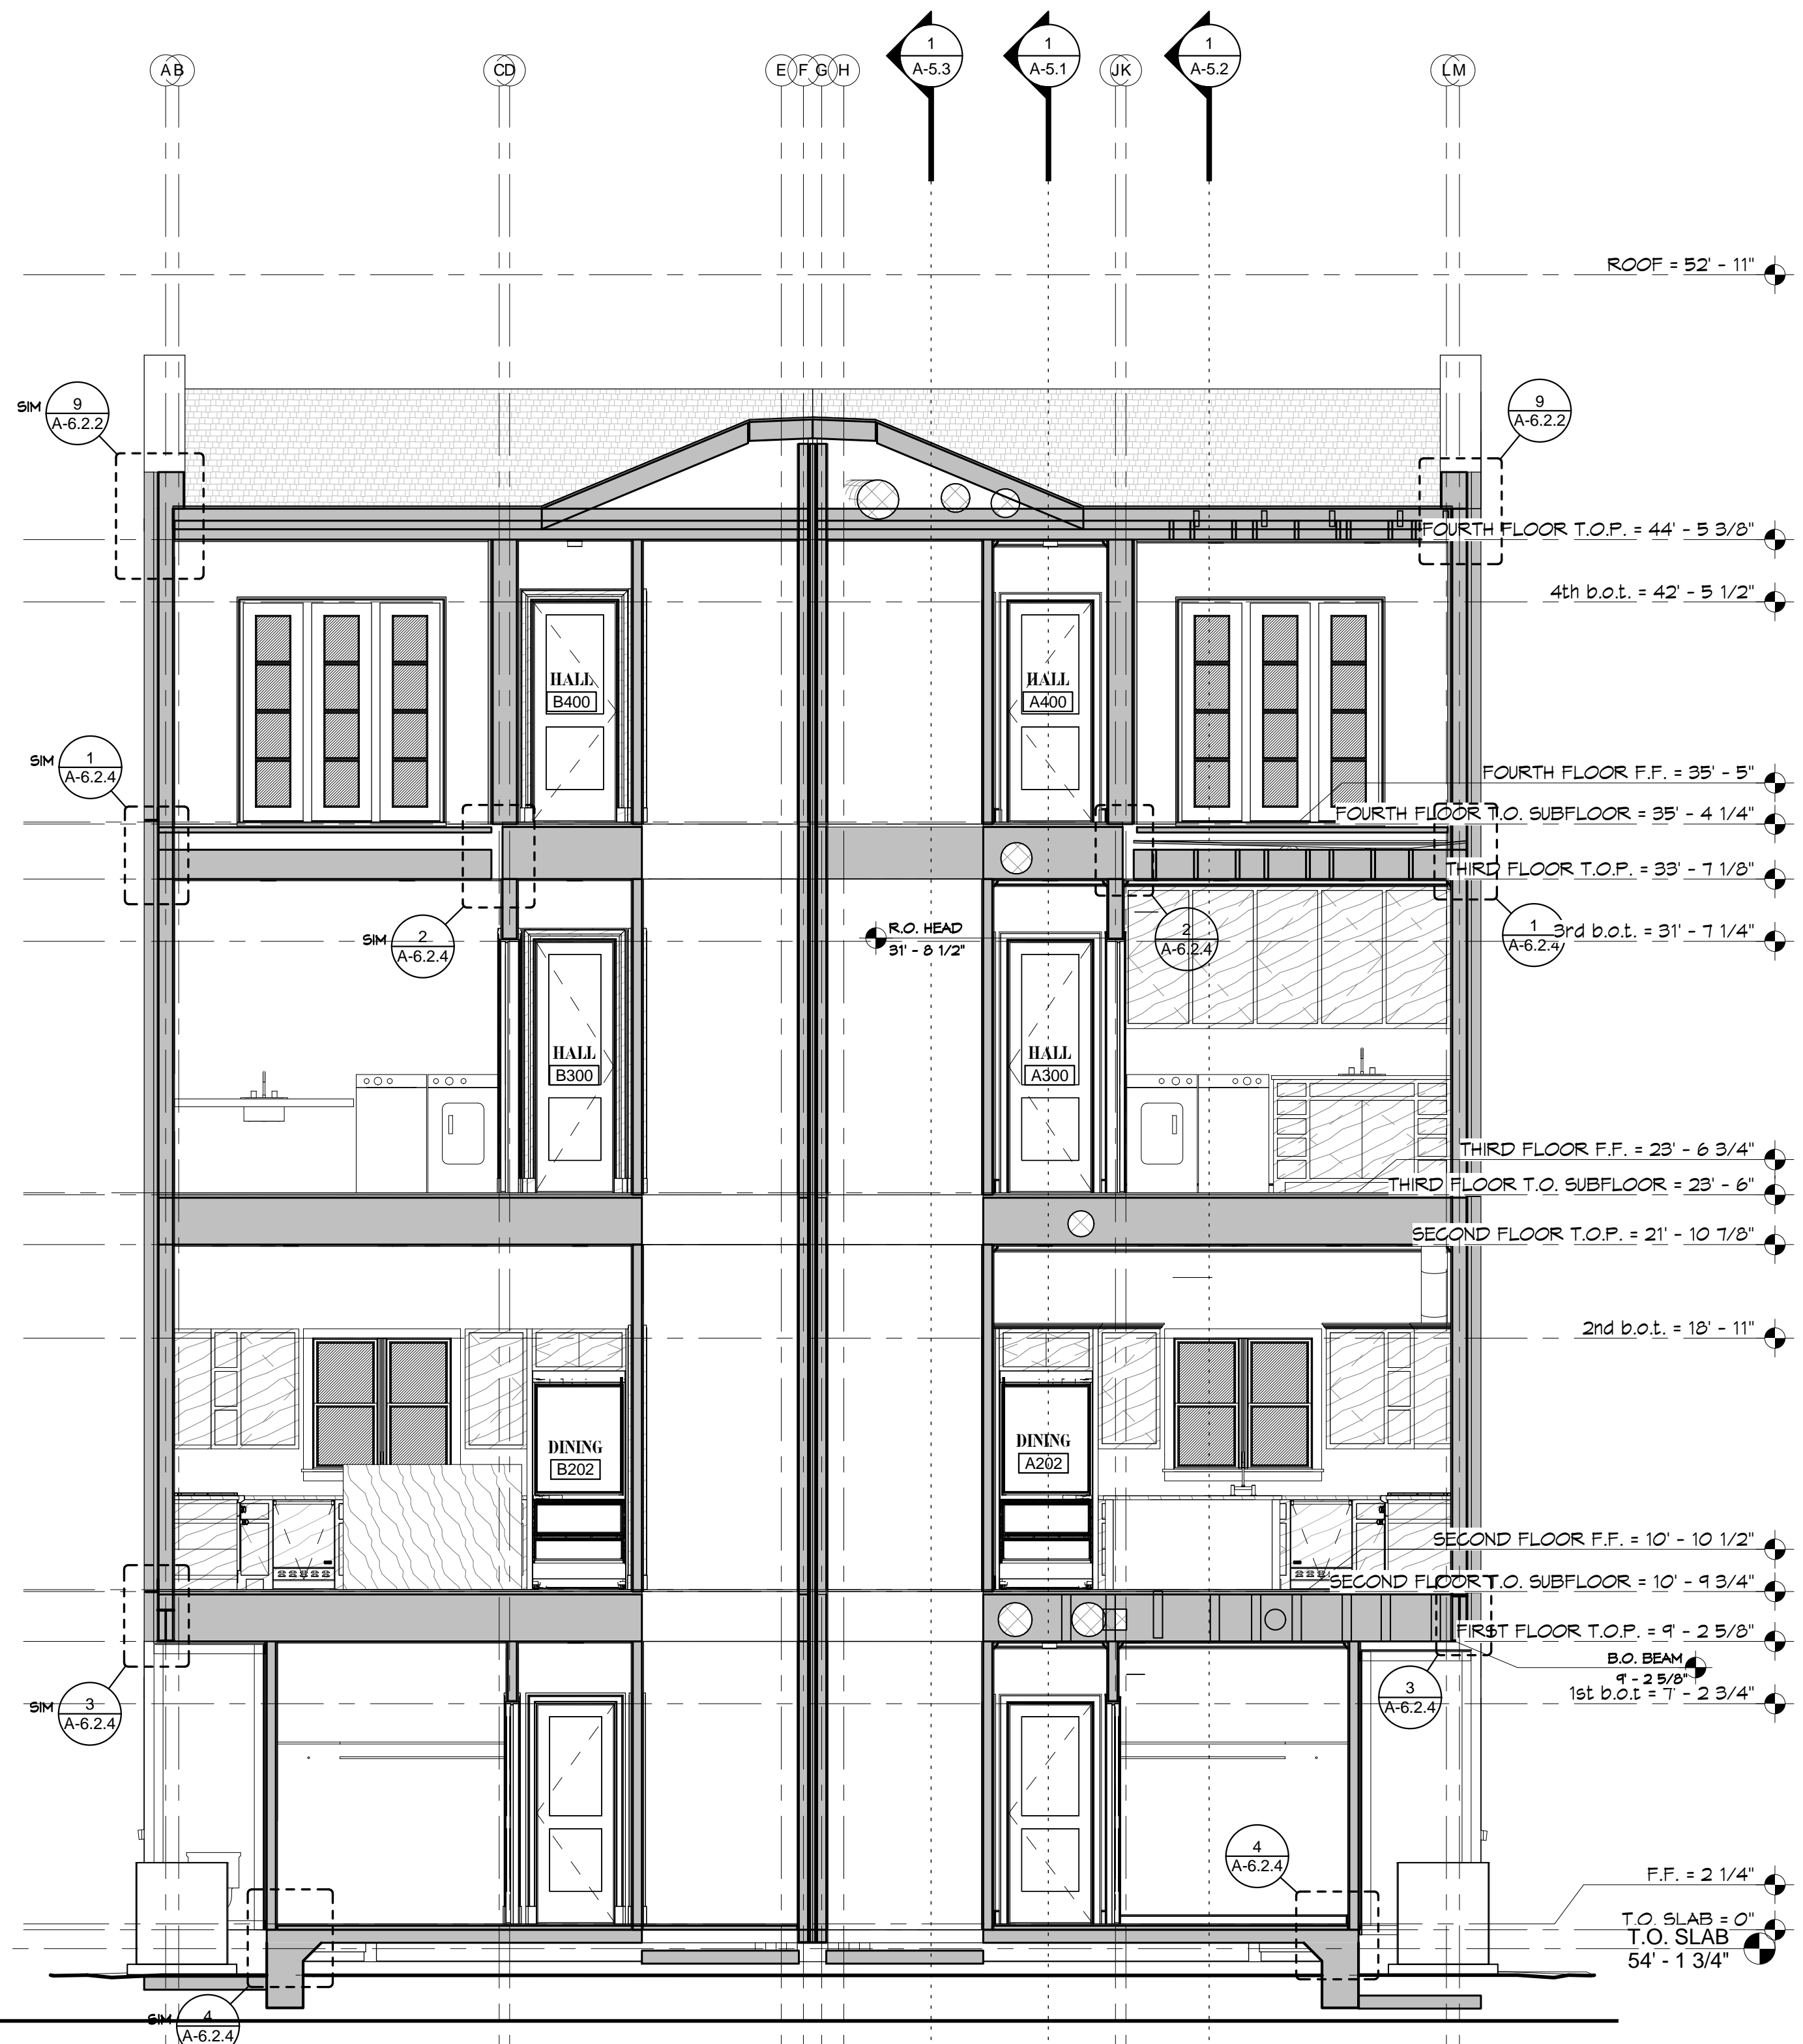 A B C D E F G H J K L M
1
A-5.3
1
A-5.1
1
A-5.2
ROOF = 52' - 11"
SIM 9
A-6.2.2
9
A-6.2.2
FOURTH FLOOR T.O.P. = 44' - 5 3/8"
4th b.o.t. = 42' - 5 1/2"
HALL
B400
HALL
A400
SIM 1
A-6.2.4
FOURTH FLOOR F.F. = 35' - 5"
FOURTH FLOOR T.O. SUBFLOOR = 35' - 4 1/4"
THIRD FLOOR T.O.P. = 33' - 7 1/8"
SIM 2
A-6.2.4
R.O. HEAD
31' - 8 1/2"
2
A-6.2.4
1
A-6.2.4
3rd b.o.t. = 31' - 7 1/4"
HALL
B300
HALL
A300
THIRD FLOOR F.F. = 23' - 6 3/4"
THIRD FLOOR T.O. SUBFLOOR = 23' - 6"
SECOND FLOOR T.O.P. = 21' - 10 7/8"
2nd b.o.t. = 18' - 11"
DINING
B202
DINING
A202
SECOND FLOOR F.F. = 10' - 10 1/2"
SECOND FLOOR T.O. SUBFLOOR = 10' - 9 3/4"
FIRST FLOOR T.O.P. = 9' - 2 5/8"
B.O. BEAM
9' - 2 5/8"
1st b.o.t = 7' - 2 3/4"
SIM 3
A-6.2.4
3
A-6.2.4
4
A-6.2.4
F.F. = 2 1/4"
T.O. SLAB = 0"
T.O. SLAB
54' - 1 3/4"
SIM 4
A-6.2.4